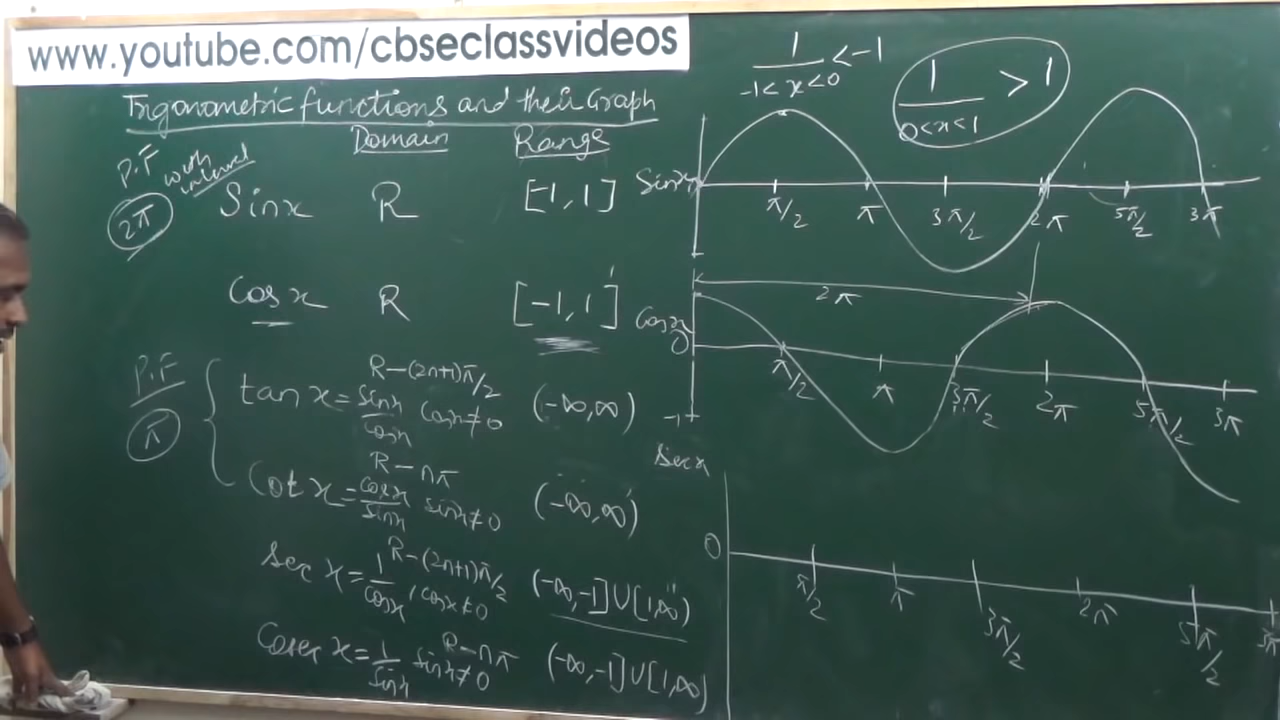 www.youtube.com/cbseclassvideos
Trigonometric functions and their Graph
Domain Range
P.F with interval
2π
Sinx R [-1,1]
Cosx R [-1,1]
P.F
π
R-(2n+1)π/2
tan x = sinx/cosx cosx≠0 (-∞,∞)
R-nπ
Cot x = cosx/sinx sinx≠0 (-∞,∞)
R-(2n+1)π/2
Sec x = 1/cosx, cosx≠0 (-∞,-1]U[1,∞)
R-nπ
Cosec x = 1/sinx sinx≠0 (-∞,-1]U[1,∞)
1/-1<x<0 < -1
1/0<x<1 > 1
Sinx
π/2 π 3π/2 2π 5π/2 3π
2π
Cosx
0
-1
π/2 π 3π/2 2π 5π/2 3π
Sec x
0
π/2 π 3π/2 2π 5π/2 3π